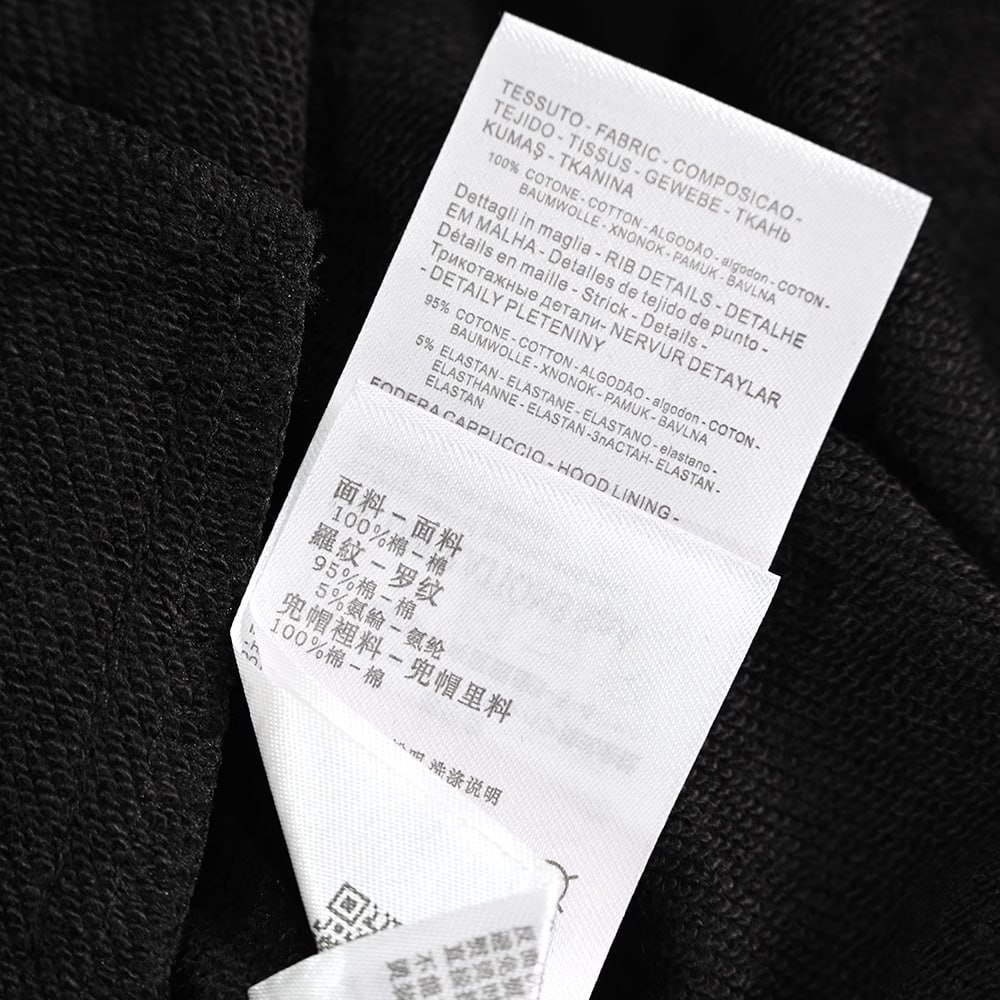 TESSUTO - FABRIC - COMPOSICAO -
TEJIDO - TISSUS - GEWEBE - TKAHb
KUMAŞ - TKANINA
100% COTONE - COTTON - ALGODÃO - algodon - COTON -
BAUMWOLLE - XNONOK - PAMUK - BAVLNA
Dettagli in maglia - RIB DETAILS - DETALHE
EM MALHA - Detalles de tejido de punto -
Détails en maille - Strick - Details -
Трикотажные детали - NERVUR DETAYLAR
- DETAILY PLETENINY
95% COTONE - COTTON - ALGODÃO - algodon - COTON -
BAUMWOLLE - XNONOK - PAMUK - BAVLNA
5% ELASTAN - ELASTANE - ELASTANO - elastano -
ELASTHANNE - ELASTAN - ЗлАСТАН - ELASTAN -
ELASTAN
FODERA CAPPUCCIO - HOOD LINING -
面料 - 面料
100%棉 - 棉
羅紋 - 罗纹
95%棉 - 棉
5%氨綸 - 氨纶
兜帽裡料 - 兜帽里料
100%棉 - 棉
洗涤说明